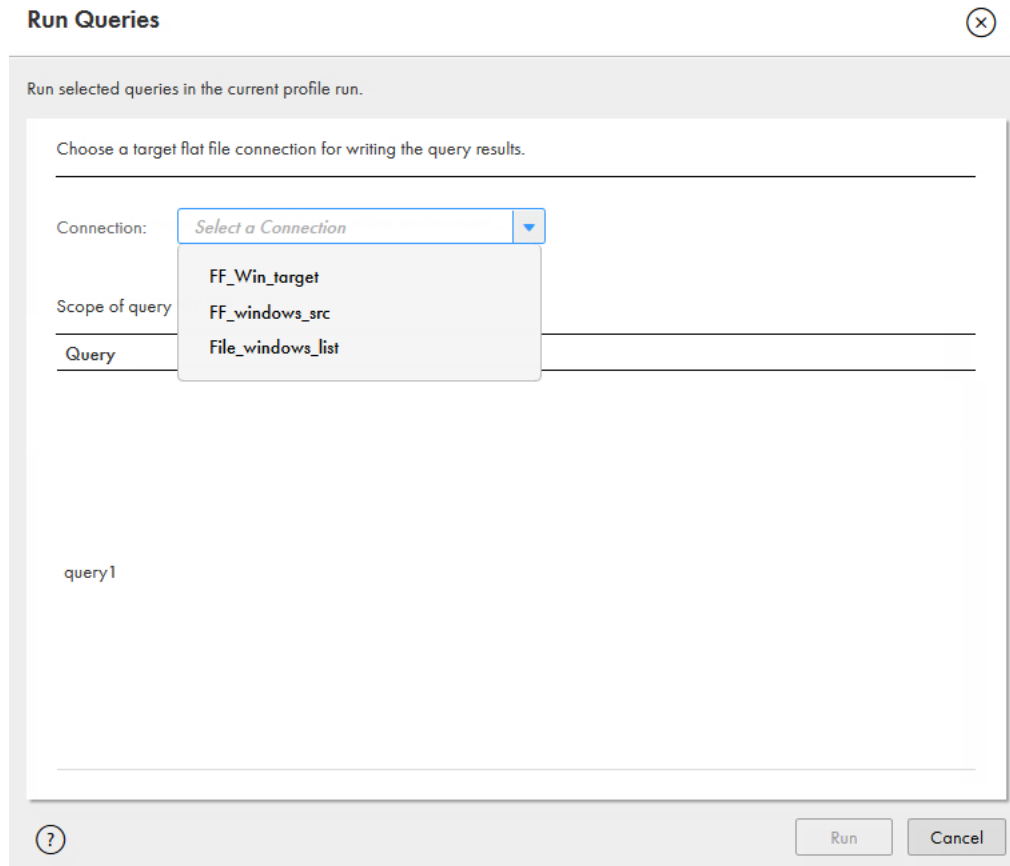 Run Queries
Run selected queries in the current profile run.
Choose a target flat file connection for writing the query results.
Connection: Select a Connection
FF_Win_target
Scope of query
FF_windows_src
Query
File_windows_list
query1
?
Run Cancel